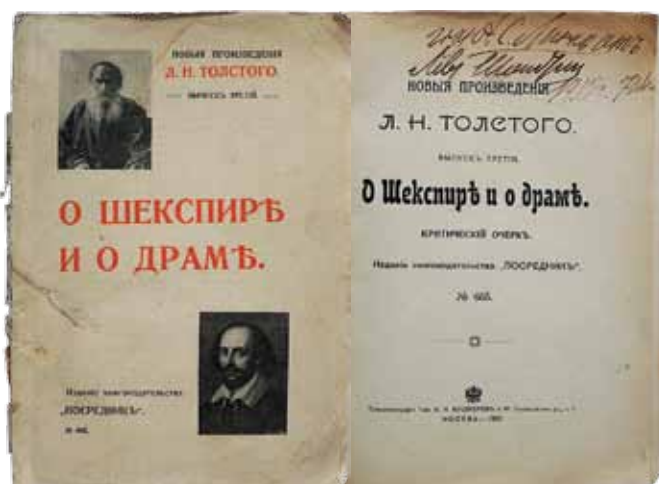 НОВЫЯ ПРОИЗВЕДЕНІЯ
Л. Н. ТОЛСТОГО
ВЫПУСКЪ ТРЕТІЙ
О ШЕКСПИРѢ
И О ДРАМѢ.
Изданіе книгоиздательства
„ПОСРЕДНИКЪ“.
НОВЫЯ ПРОИЗВЕДЕНІЯ
Л. Н. ТОЛСТОГО.
ВЫПУСКЪ ТРЕТІЙ.
О Шекспирѣ и о драмѣ.
КРИТИЧЕСКІЙ ОЧЕРКЪ.
Изданіе книгоиздательства „ПОСРЕДНИКЪ“.
№
МОСКВА